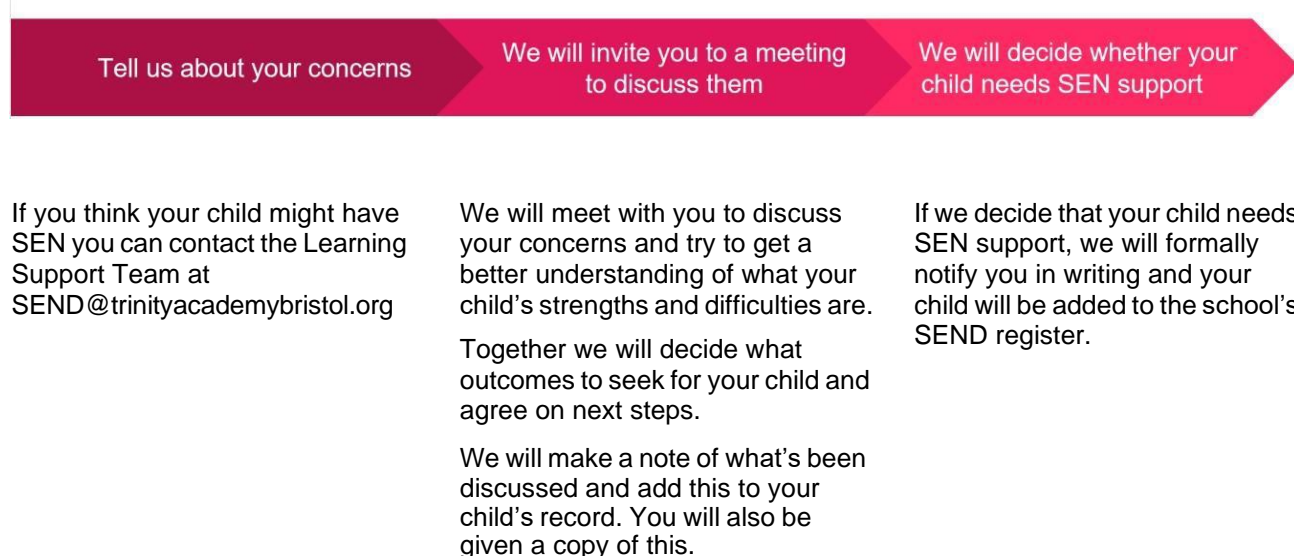 Tell us about your concerns
We will invite you to a meeting
to discuss them
We will decide whether your
child needs SEN support
If you think your child might have
SEN you can contact the Learning
Support Team at
SEND@trinityacademybristol.org
We will meet with you to discuss
your concerns and try to get a
better understanding of what your
child’s strengths and difficulties are.
Together we will decide what
outcomes to seek for your child and
agree on next steps.
We will make a note of what’s been
discussed and add this to your
child’s record. You will also be
given a copy of this.
If we decide that your child needs
SEN support, we will formally
notify you in writing and your
child will be added to the school’s
SEND register.